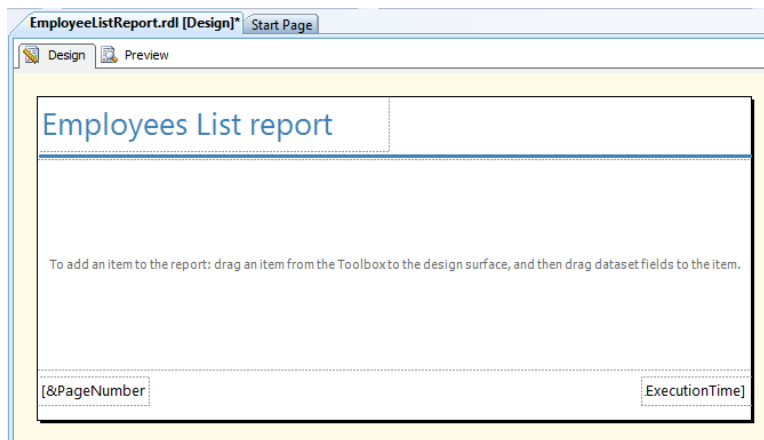 EmployeeListReport.rdl [Design]* Start Page
Design Preview
Employees List report
To add an item to the report: drag an item from the Toolbox to the design surface, and then drag dataset fields to the item.
[&PageNumber .ExecutionTime]